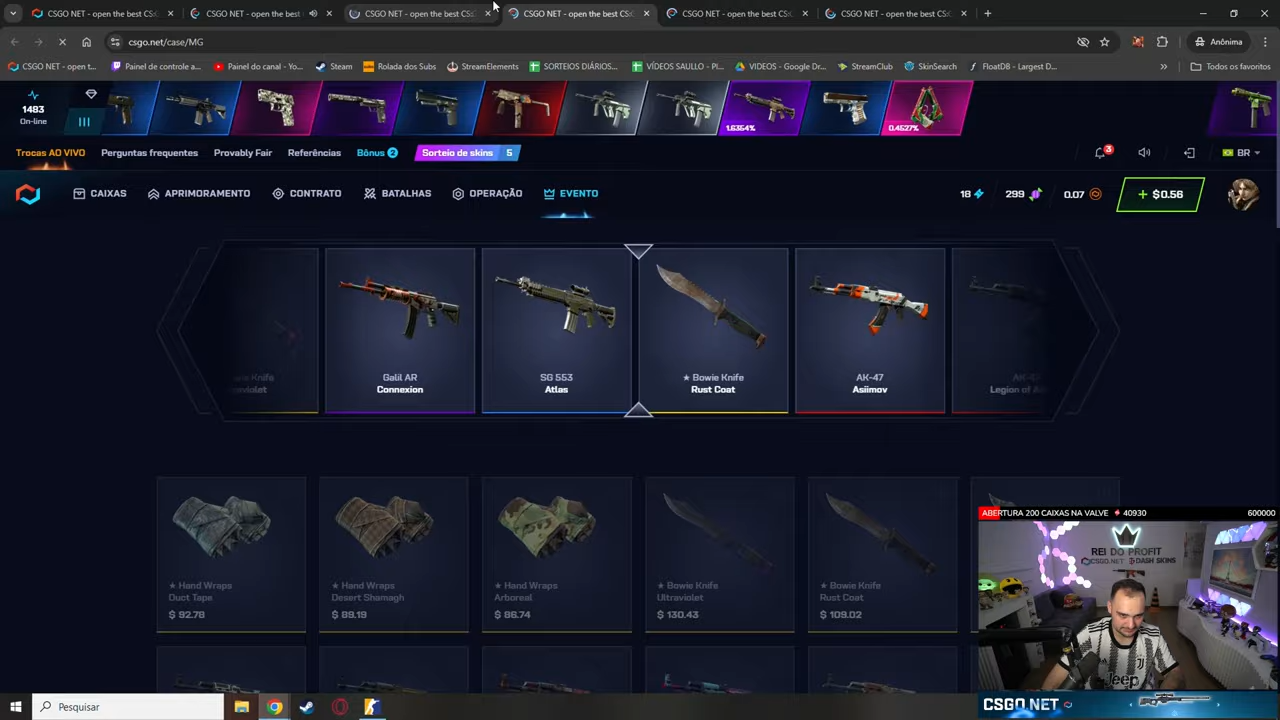 CSGO NET - open the best CS
CSGO NET - open the best
CSGO NET - open the best CS
CSGO NET - open the best CS
CSGO NET - open the best CS
CSGO NET - open the best CS
csgo.net/case/MG
Anônima
CSGO NET - open t...
Painel de controle a...
Painel do canal - Yo...
Steam
Rolada dos Subs
StreamElements
SORTEIOS DIÁRIOS...
VÍDEOS SAULLO - Pl...
VIDEOS - Google Dr...
StreamClub
SkinSearch
FloatDB - Largest D...
Todos os favoritos
1483
On-line
1.6354%
0.4527%
Trocas AO VIVO
Perguntas frequentes
Provably Fair
Referências
Bônus 2
Sorteio de skins 5
3
BR
CAIXAS
APRIMORAMENTO
CONTRATO
BATALHAS
OPERAÇÃO
EVENTO
18
299
0.07
+ $0.56
Galil AR
Connexion
SG 553
Atlas
★ Bowie Knife
Rust Coat
AK-47
Asiimov
★ Hand Wraps
Duct Tape
$ 92.78
★ Hand Wraps
Desert Shamagh
$ 89.19
★ Hand Wraps
Arboreal
$ 86.74
★ Bowie Knife
Ultraviolet
$ 130.43
★ Bowie Knife
Rust Coat
$ 109.02
ABERTURA 200 CAIXAS NA VALVE 40930 600000
REI DO PROFIT
CSGO.NET DASH SKINS
Jeep
CSGO.NET
Pesquisar